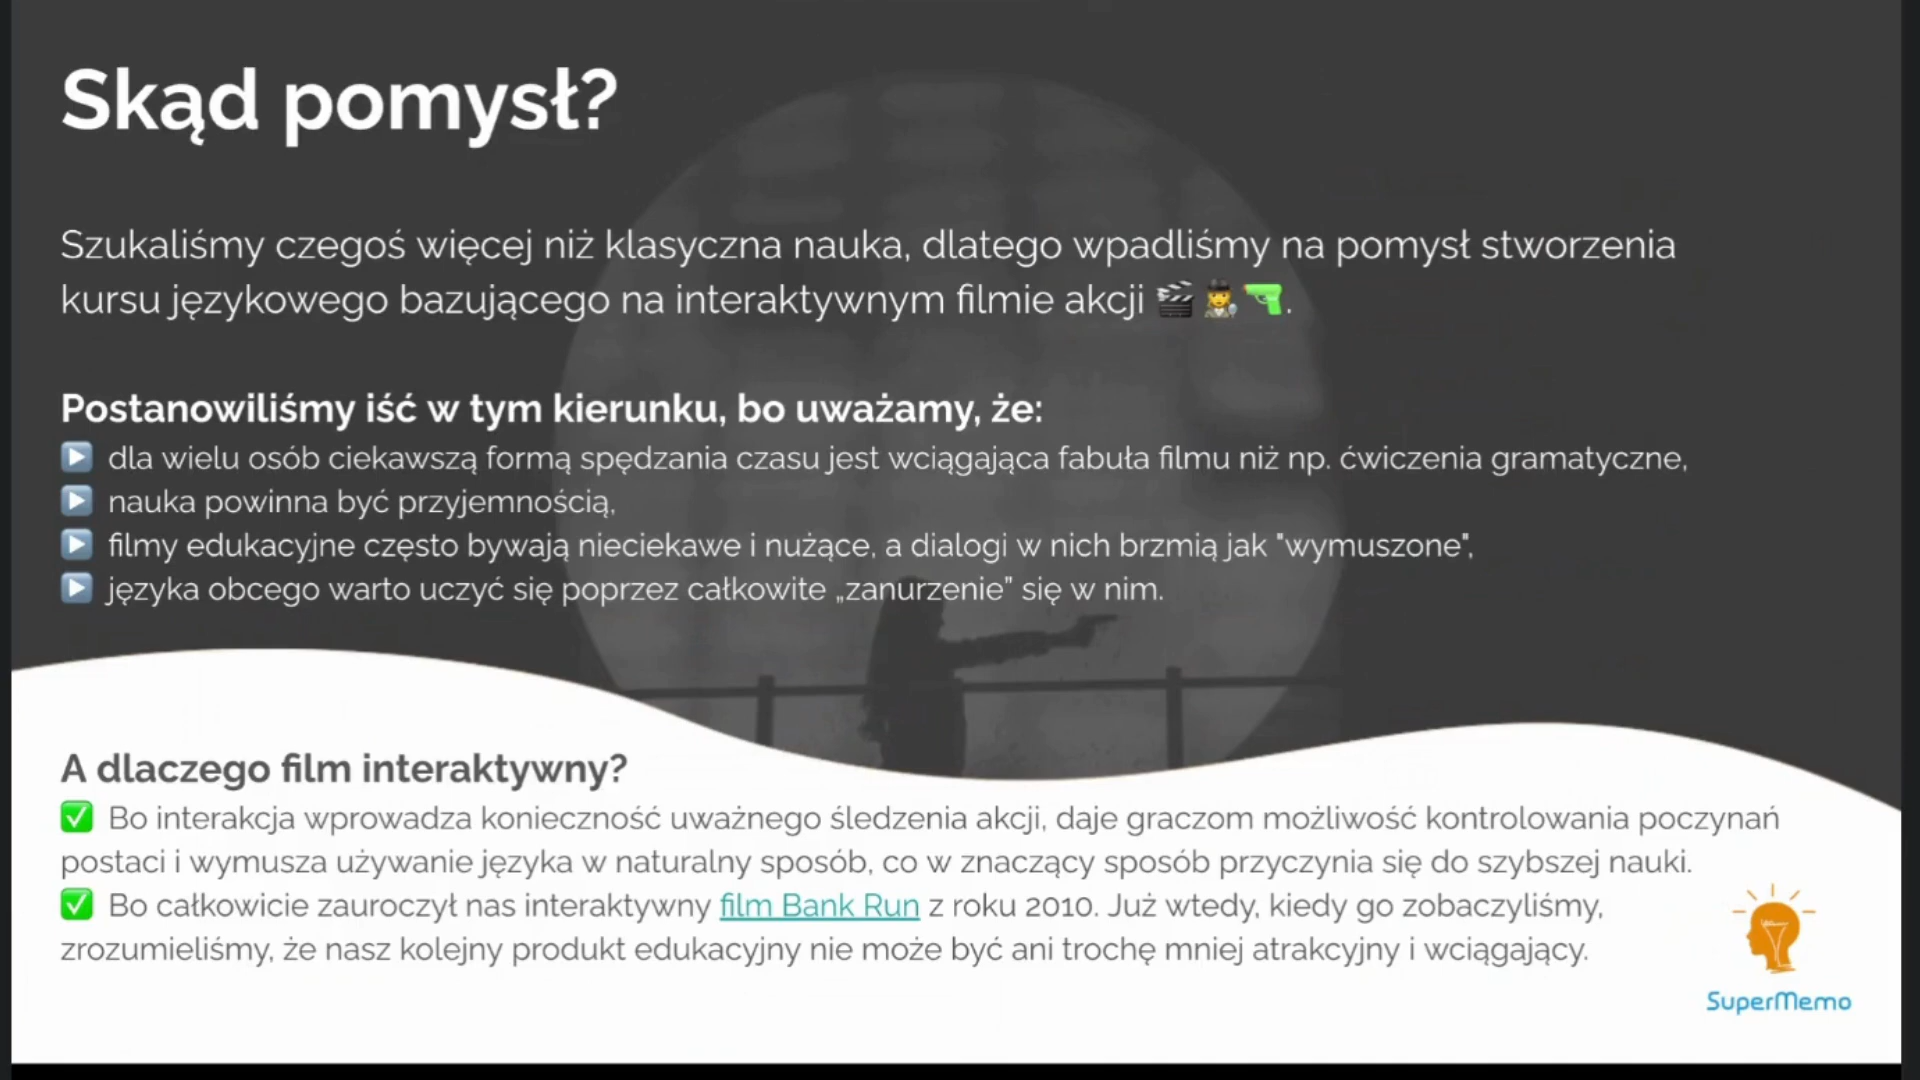 Skąd pomysł?
Szukaliśmy czegoś więcej niż klasyczna nauka, dlatego wpadliśmy na pomysł stworzenia
kursu językowego bazującego na interaktywnym filmie akcji 🎬🕵️‍♀️🔫.
Postanowiliśmy iść w tym kierunku, bo uważamy, że:
▶️ dla wielu osób ciekawszą formą spędzania czasu jest wciągająca fabuła filmu niż np. ćwiczenia gramatyczne,
▶️ nauka powinna być przyjemnością,
▶️ filmy edukacyjne często bywają nieciekawe i nużące, a dialogi w nich brzmią jak "wymuszone",
▶️ języka obcego warto uczyć się poprzez całkowite „zanurzenie” się w nim.
A dlaczego film interaktywny?
✅ Bo interakcja wprowadza konieczność uważnego śledzenia akcji, daje graczom możliwość kontrolowania poczynań
postaci i wymusza używanie języka w naturalny sposób, co w znaczący sposób przyczynia się do szybszej nauki.
✅ Bo całkowicie zauroczył nas interaktywny film Bank Run z roku 2010. Już wtedy, kiedy go zobaczyliśmy,
zrozumieliśmy, że nasz kolejny produkt edukacyjny nie może być ani trochę mniej atrakcyjny i wciągający.
SuperMemo